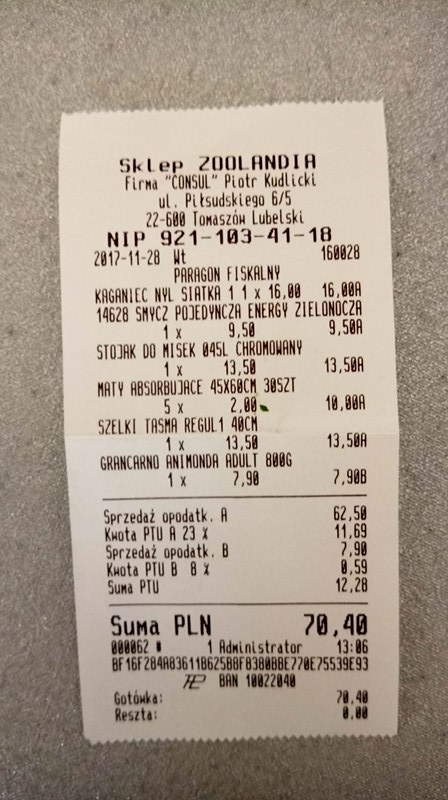 Sklep ZOOLANDIA
Firma "CONSUL" Piotr Kudlicki
ul. Piłsudskiego 6/5
22-600 Tomaszów Lubelski
NIP 921-103-41-18
2017-11-28 Wt 160028
PARAGON FISKALNY
KAGANIEC NYL SIATKA 1 1 x 16,00 16,00A
14628 SMYCZ POJEDYNCZA ENERGY ZIELONOCZA
1 x 9,50 9,50A
STOJAK DO MISEK 045L CHROMOWANY
1 x 13,50 13,50A
MATY ABSORBUJACE 45X60CM 30SZT
5 x 2,00 10,00A
SZELKI TASMA REGUL1 40CM
1 x 13,50 13,50A
GRANCARNO ANIMONDA ADULT 800G
1 x 7,90 7,90B
Sprzedaż opodatk. A 62,50
Kwota PTU A 23 % 11,69
Sprzedaż opodatk. B 7,90
Kwota PTU B 8 % 0,59
Suma PTU 12,28
Suma PLN 70,40
000062 # 1 Administrator 13:06
BF16F284A83611B625B8F8380BBE770E75539E93
BAN 10022040
Gotówka: 70,40
Reszta: 0,00